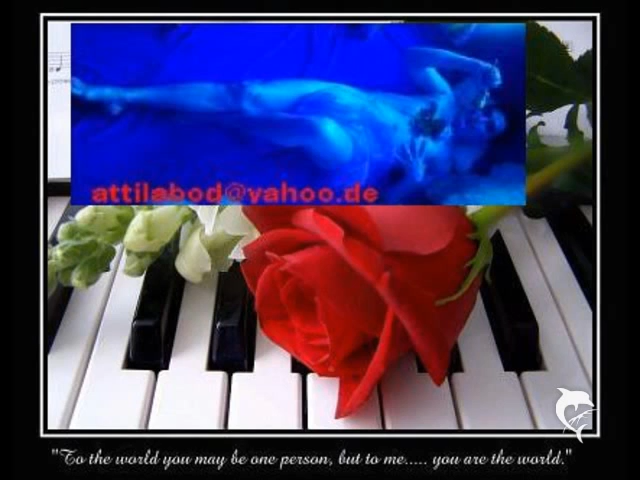 attilabod@yahoo.de
"To the world you may be one person, but to me..... you are the world."